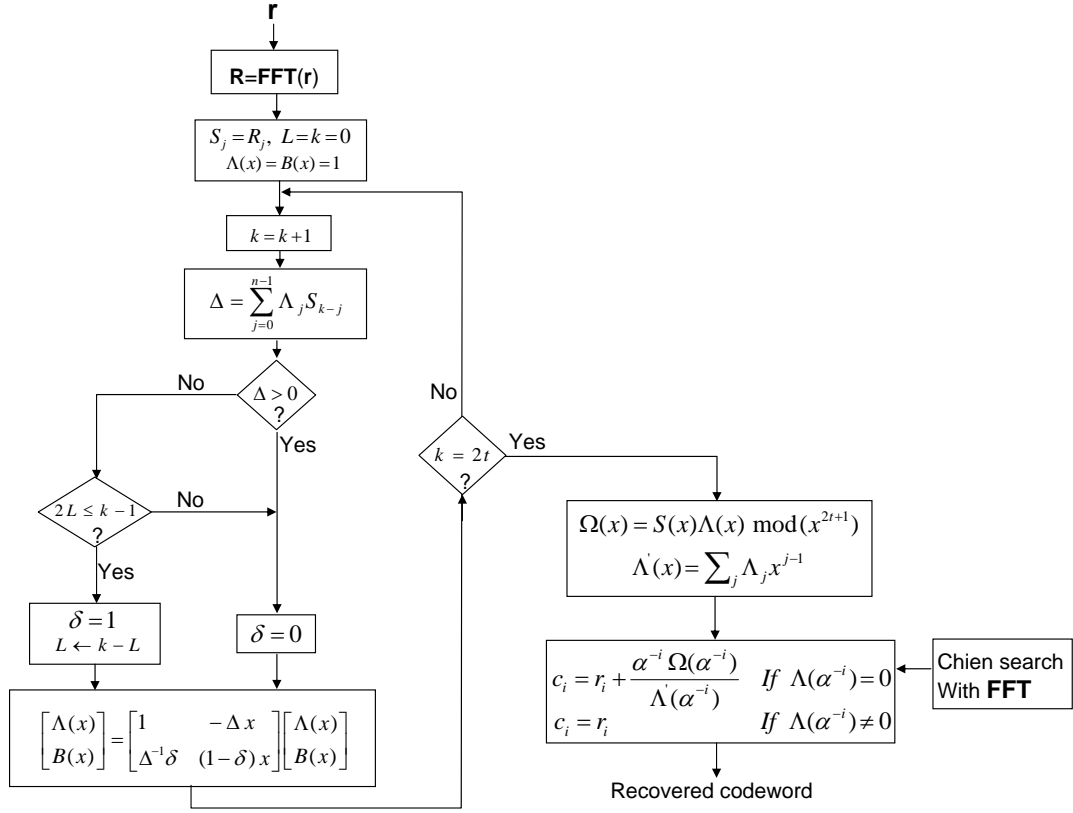 r
R=FFT(r)
S_j = R_j, L=k=0
Λ(x) = B(x) = 1
k = k+1
Δ = ∑_{j=0}^{n−1} Λ_j S_{k−j}
Δ > 0
?
No
Yes
2L ≤ k − 1
?
No
Yes
δ = 1
L ← k − L
δ = 0
[Λ(x) B(x)] = [1 −Δx; Δ^{−1}δ (1−δ)x] [Λ(x) B(x)]
No
k = 2t
?
Yes
Ω(x) = S(x)Λ(x) mod(x^{2t+1})
Λ'(x) = ∑_j Λ_j x^{j−1}
c_i = r_i + α^{−i} Ω(α^{−i}) / Λ'(α^{−i}) If Λ(α^{−i}) = 0
c_i = r_i If Λ(α^{−i}) ≠ 0
Chien search
With FFT
Recovered codeword